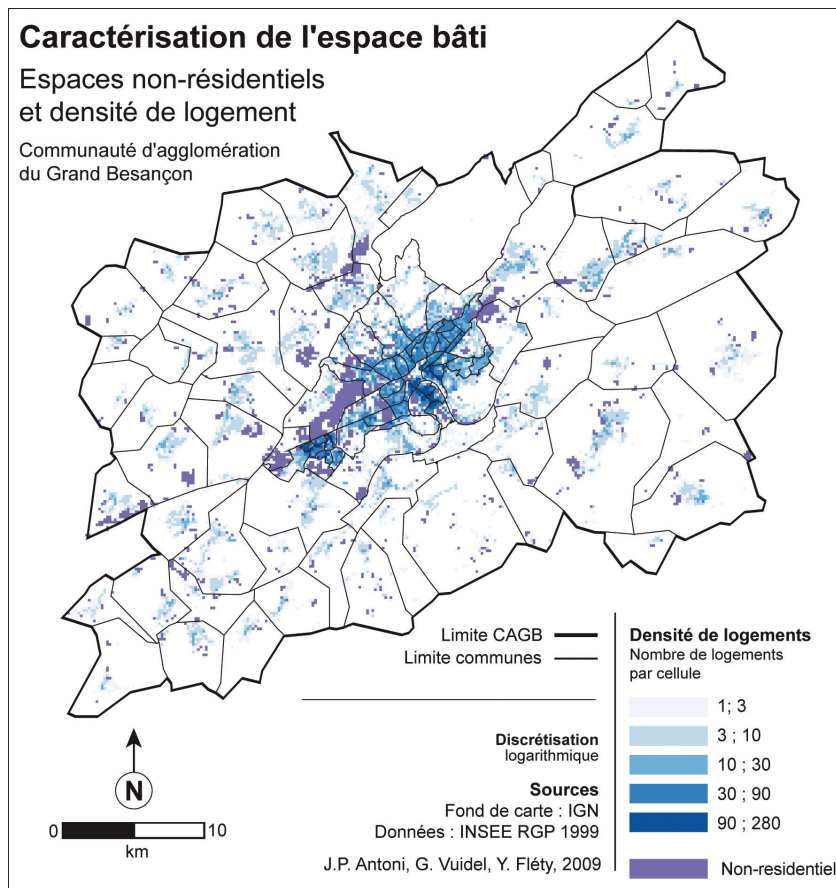 Caractérisation de l'espace bâti
Espaces non-résidentiels
et densité de logement
Communauté d'agglomération
du Grand Besançon
Limite CAGB
Limite communes
Discrétisation
logarithmique
Sources
Fond de carte : IGN
Données : INSEE RGP 1999
J.P. Antoni, G. Vuidel, Y. Fléty, 2009
N
0 10
km
Densité de logements
Nombre de logements
par cellule
1; 3
3 ; 10
10 ; 30
30 ; 90
90 ; 280
Non-residentiel